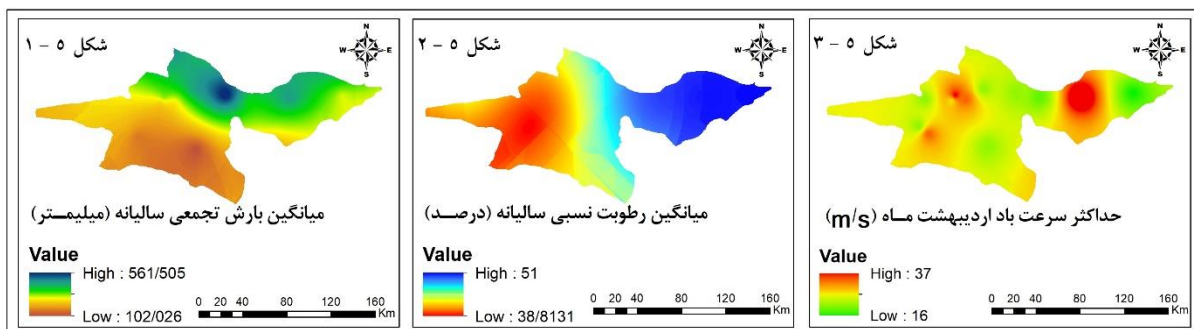 شکل ۵ - ۱
N
W
E
S
میانگین بارش تجمعی سالیانه (میلیمتر)
Value
High : 561/505
Low : 102/026
0 20 40 80 120 160
Km
شکل ۵ - ۲
N
W
E
S
میانگین رطوبت نسبی سالیانه (درصد)
Value
High : 51
Low : 38/8131
0 20 40 80 120 160
Km
شکل ۵ - ۳
N
W
E
S
حداکثر سرعت باد اردیبهشت ماه (m/s)
Value
High : 37
Low : 16
0 20 40 80 120 160
Km